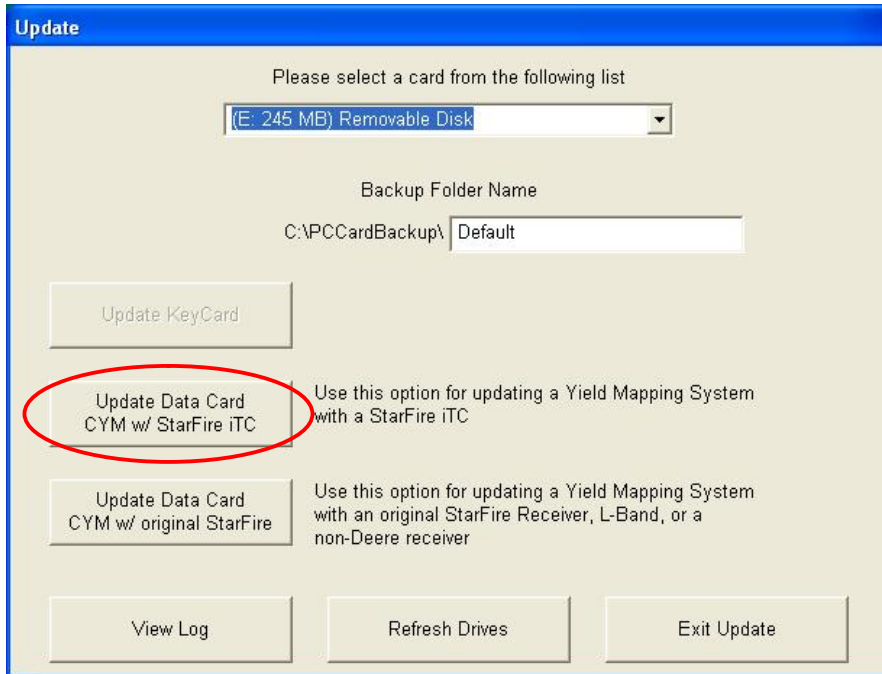 Update
Please select a card from the following list
(E: 245 MB) Removable Disk
Backup Folder Name
C:\PCCardBackup\ Default
Update KeyCard
Update Data Card
CYM w/ StarFire iTC
Use this option for updating a Yield Mapping System
with a StarFire iTC
Update Data Card
CYM w/ original StarFire
Use this option for updating a Yield Mapping System
with an original StarFire Receiver, L-Band, or a
non-Deere receiver
View Log
Refresh Drives
Exit Update